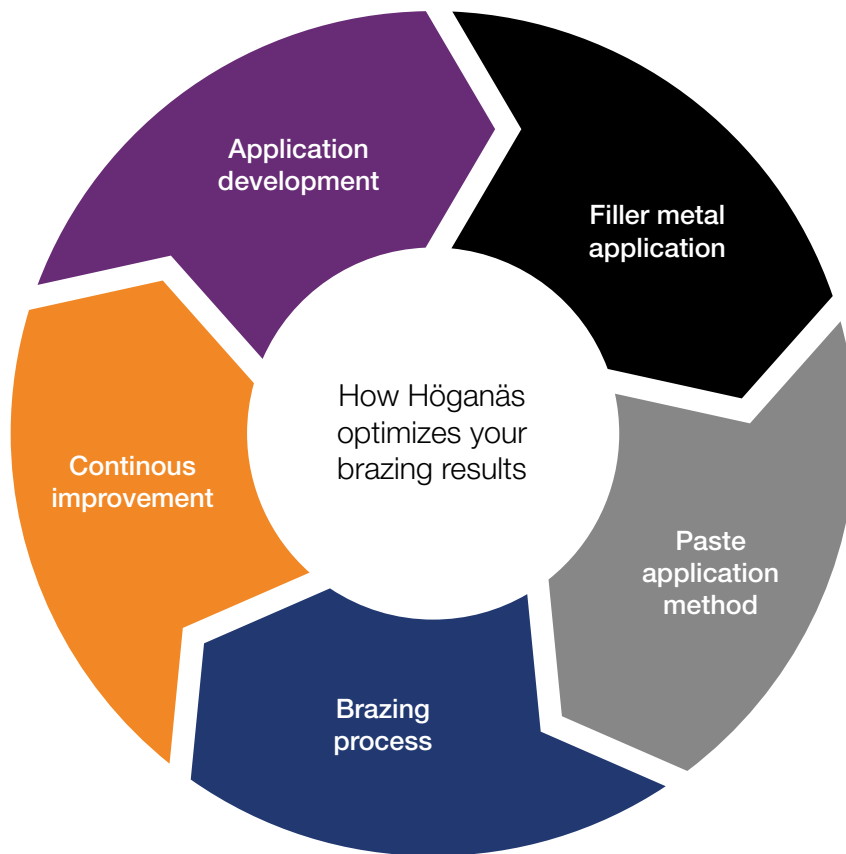 Application
development
Filler metal
application
How Höganäs
optimizes your
brazing results
Continous
improvement
Paste
application
method
Brazing
process